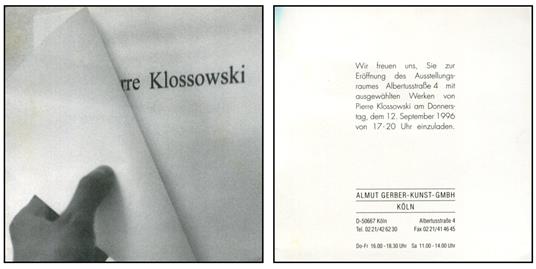 rre Klossowski
Wir freuen uns, Sie zur
Eröffnung des Ausstellungs-
raumes Albertusstraße 4 mit
ausgewählten Werken von
Pierre Klossowski am Donners-
tag, dem 12. September 1996
von 17-20 Uhr einzuladen.
ALMUT GERBER-KUNST-GMBH
KÖLN
D-50667 Köln Albertusstraße 4
Tel. 02 21/42 62 30 Fax 02 21/41 46 45
Do-Fr 16.00 - 18.30 Uhr Sa 11.00 - 14.00 Uhr